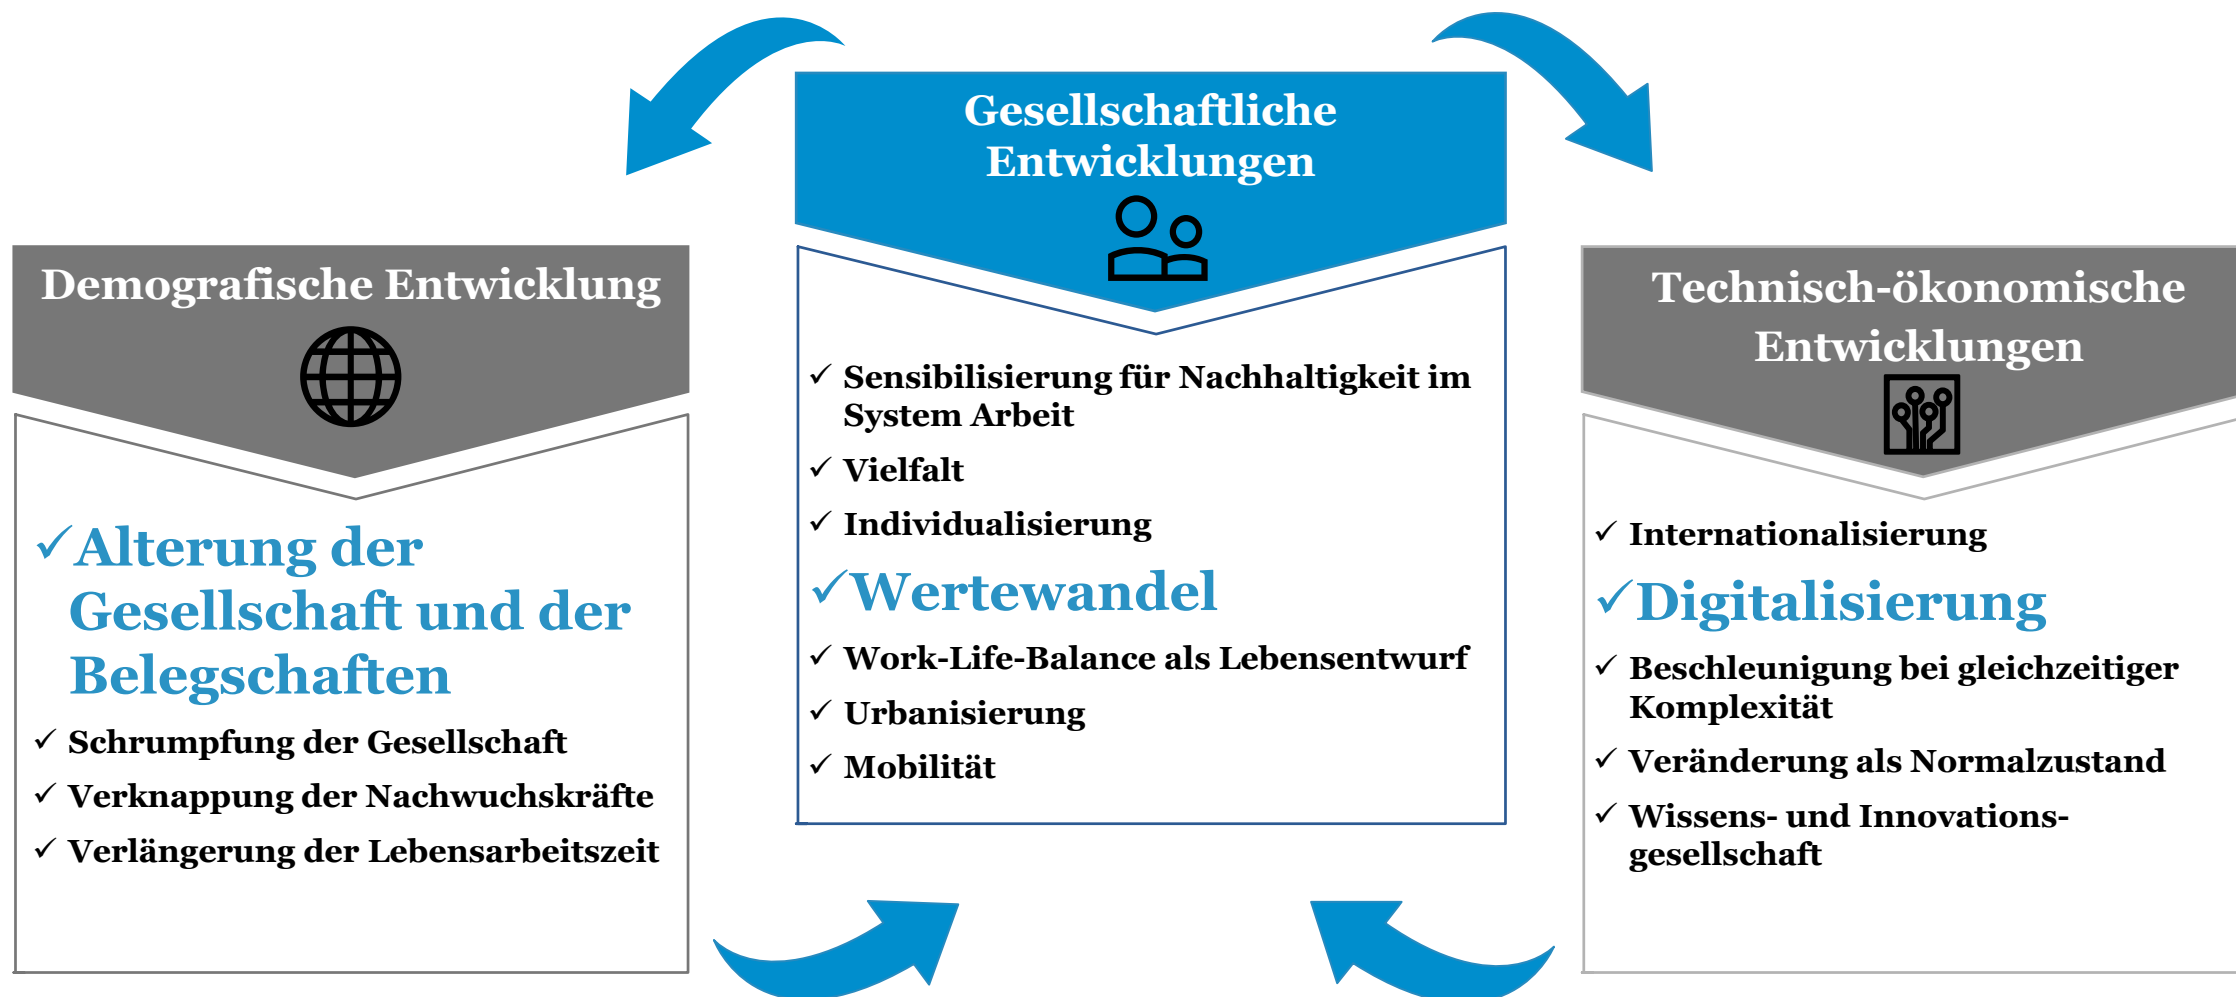 Gesellschaftliche
Entwicklungen
✓ Sensibilisierung für Nachhaltigkeit im
System Arbeit
✓ Vielfalt
✓ Individualisierung
✓ Wertewandel
✓ Work-Life-Balance als Lebensentwurf
✓ Urbanisierung
✓ Mobilität
Demografische Entwicklung
✓ Alterung der
Gesellschaft und der
Belegschaften
✓ Schrumpfung der Gesellschaft
✓ Verknappung der Nachwuchskräfte
✓ Verlängerung der Lebensarbeitszeit
Technisch-ökonomische
Entwicklungen
✓ Internationalisierung
✓ Digitalisierung
✓ Beschleunigung bei gleichzeitiger
Komplexität
✓ Veränderung als Normalzustand
✓ Wissens- und Innovations-
gesellschaft